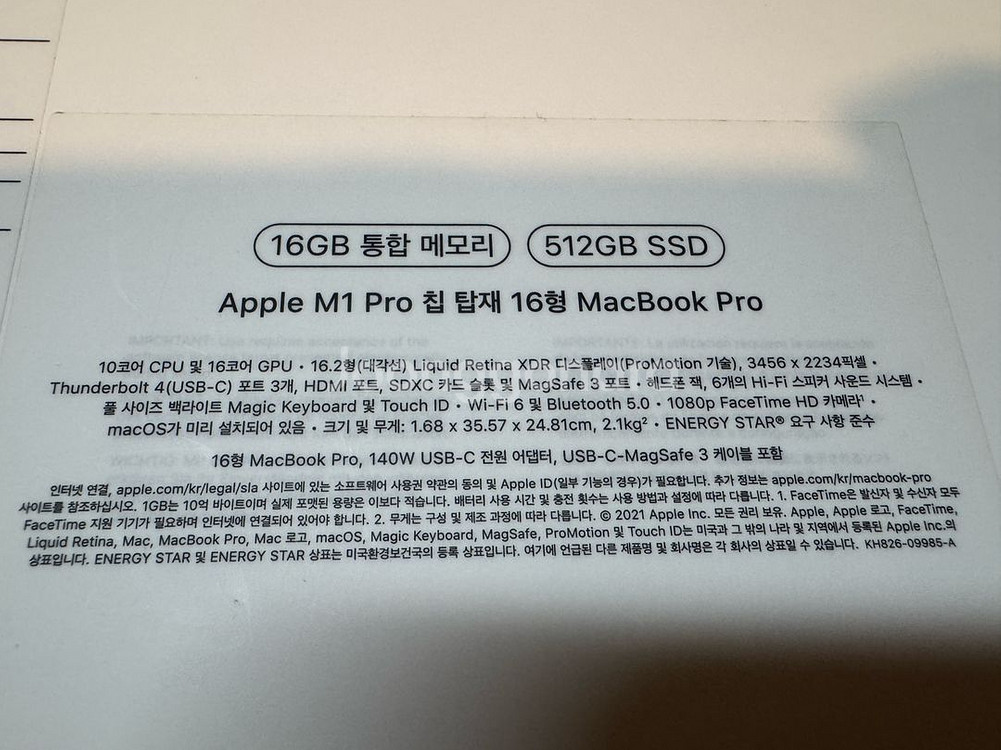 16GB 통합 메모리 512GB SSD
Apple M1 Pro 칩 탑재 16형 MacBook Pro
10코어 CPU 및 16코어 GPU · 16.2형(대각선) Liquid Retina XDR 디스플레이(ProMotion 기술), 3456 x 2234픽셀 ·
Thunderbolt 4(USB-C) 포트 3개, HDMI 포트, SDXC 카드 슬롯 및 MagSafe 3 포트 · 헤드폰 잭, 6개의 Hi-Fi 스피커 사운드 시스템 ·
풀 사이즈 백라이트 Magic Keyboard 및 Touch ID · Wi-Fi 6 및 Bluetooth 5.0 · 1080p FaceTime HD 카메라¹ ·
macOS가 미리 설치되어 있음 · 크기 및 무게: 1.68 x 35.57 x 24.81cm, 2.1kg² · ENERGY STAR® 요구 사항 준수
16형 MacBook Pro, 140W USB-C 전원 어댑터, USB-C-MagSafe 3 케이블 포함
인터넷 연결, apple.com/kr/legal/sla 사이트에 있는 소프트웨어 사용권 약관의 동의 및 Apple ID(일부 기능의 경우)가 필요합니다. 추가 정보는 apple.com/kr/macbook-pro
사이트를 참조하십시오. 1GB는 10억 바이트이며 실제 포맷된 용량은 이보다 적습니다. 배터리 사용 시간 및 충전 횟수는 사용 방법과 설정에 따라 다릅니다. 1. FaceTime은 발신자 및 수신자 모두
FaceTime 지원 기기가 필요하며 인터넷에 연결되어 있어야 합니다. 2. 무게는 구성 및 제조 과정에 따라 다릅니다. © 2021 Apple Inc. 모든 권리 보유. Apple, Apple 로고, FaceTime,
Liquid Retina, Mac, MacBook Pro, Mac 로고, macOS, Magic Keyboard, MagSafe, ProMotion 및 Touch ID는 미국과 그 밖의 나라 및 지역에서 등록된 Apple Inc.의
상표입니다. ENERGY STAR 및 ENERGY STAR 상표는 미국환경보건국의 등록 상표입니다. 여기에 언급된 다른 제품명 및 회사명은 각 회사의 상표일 수 있습니다. KH826-09985-A